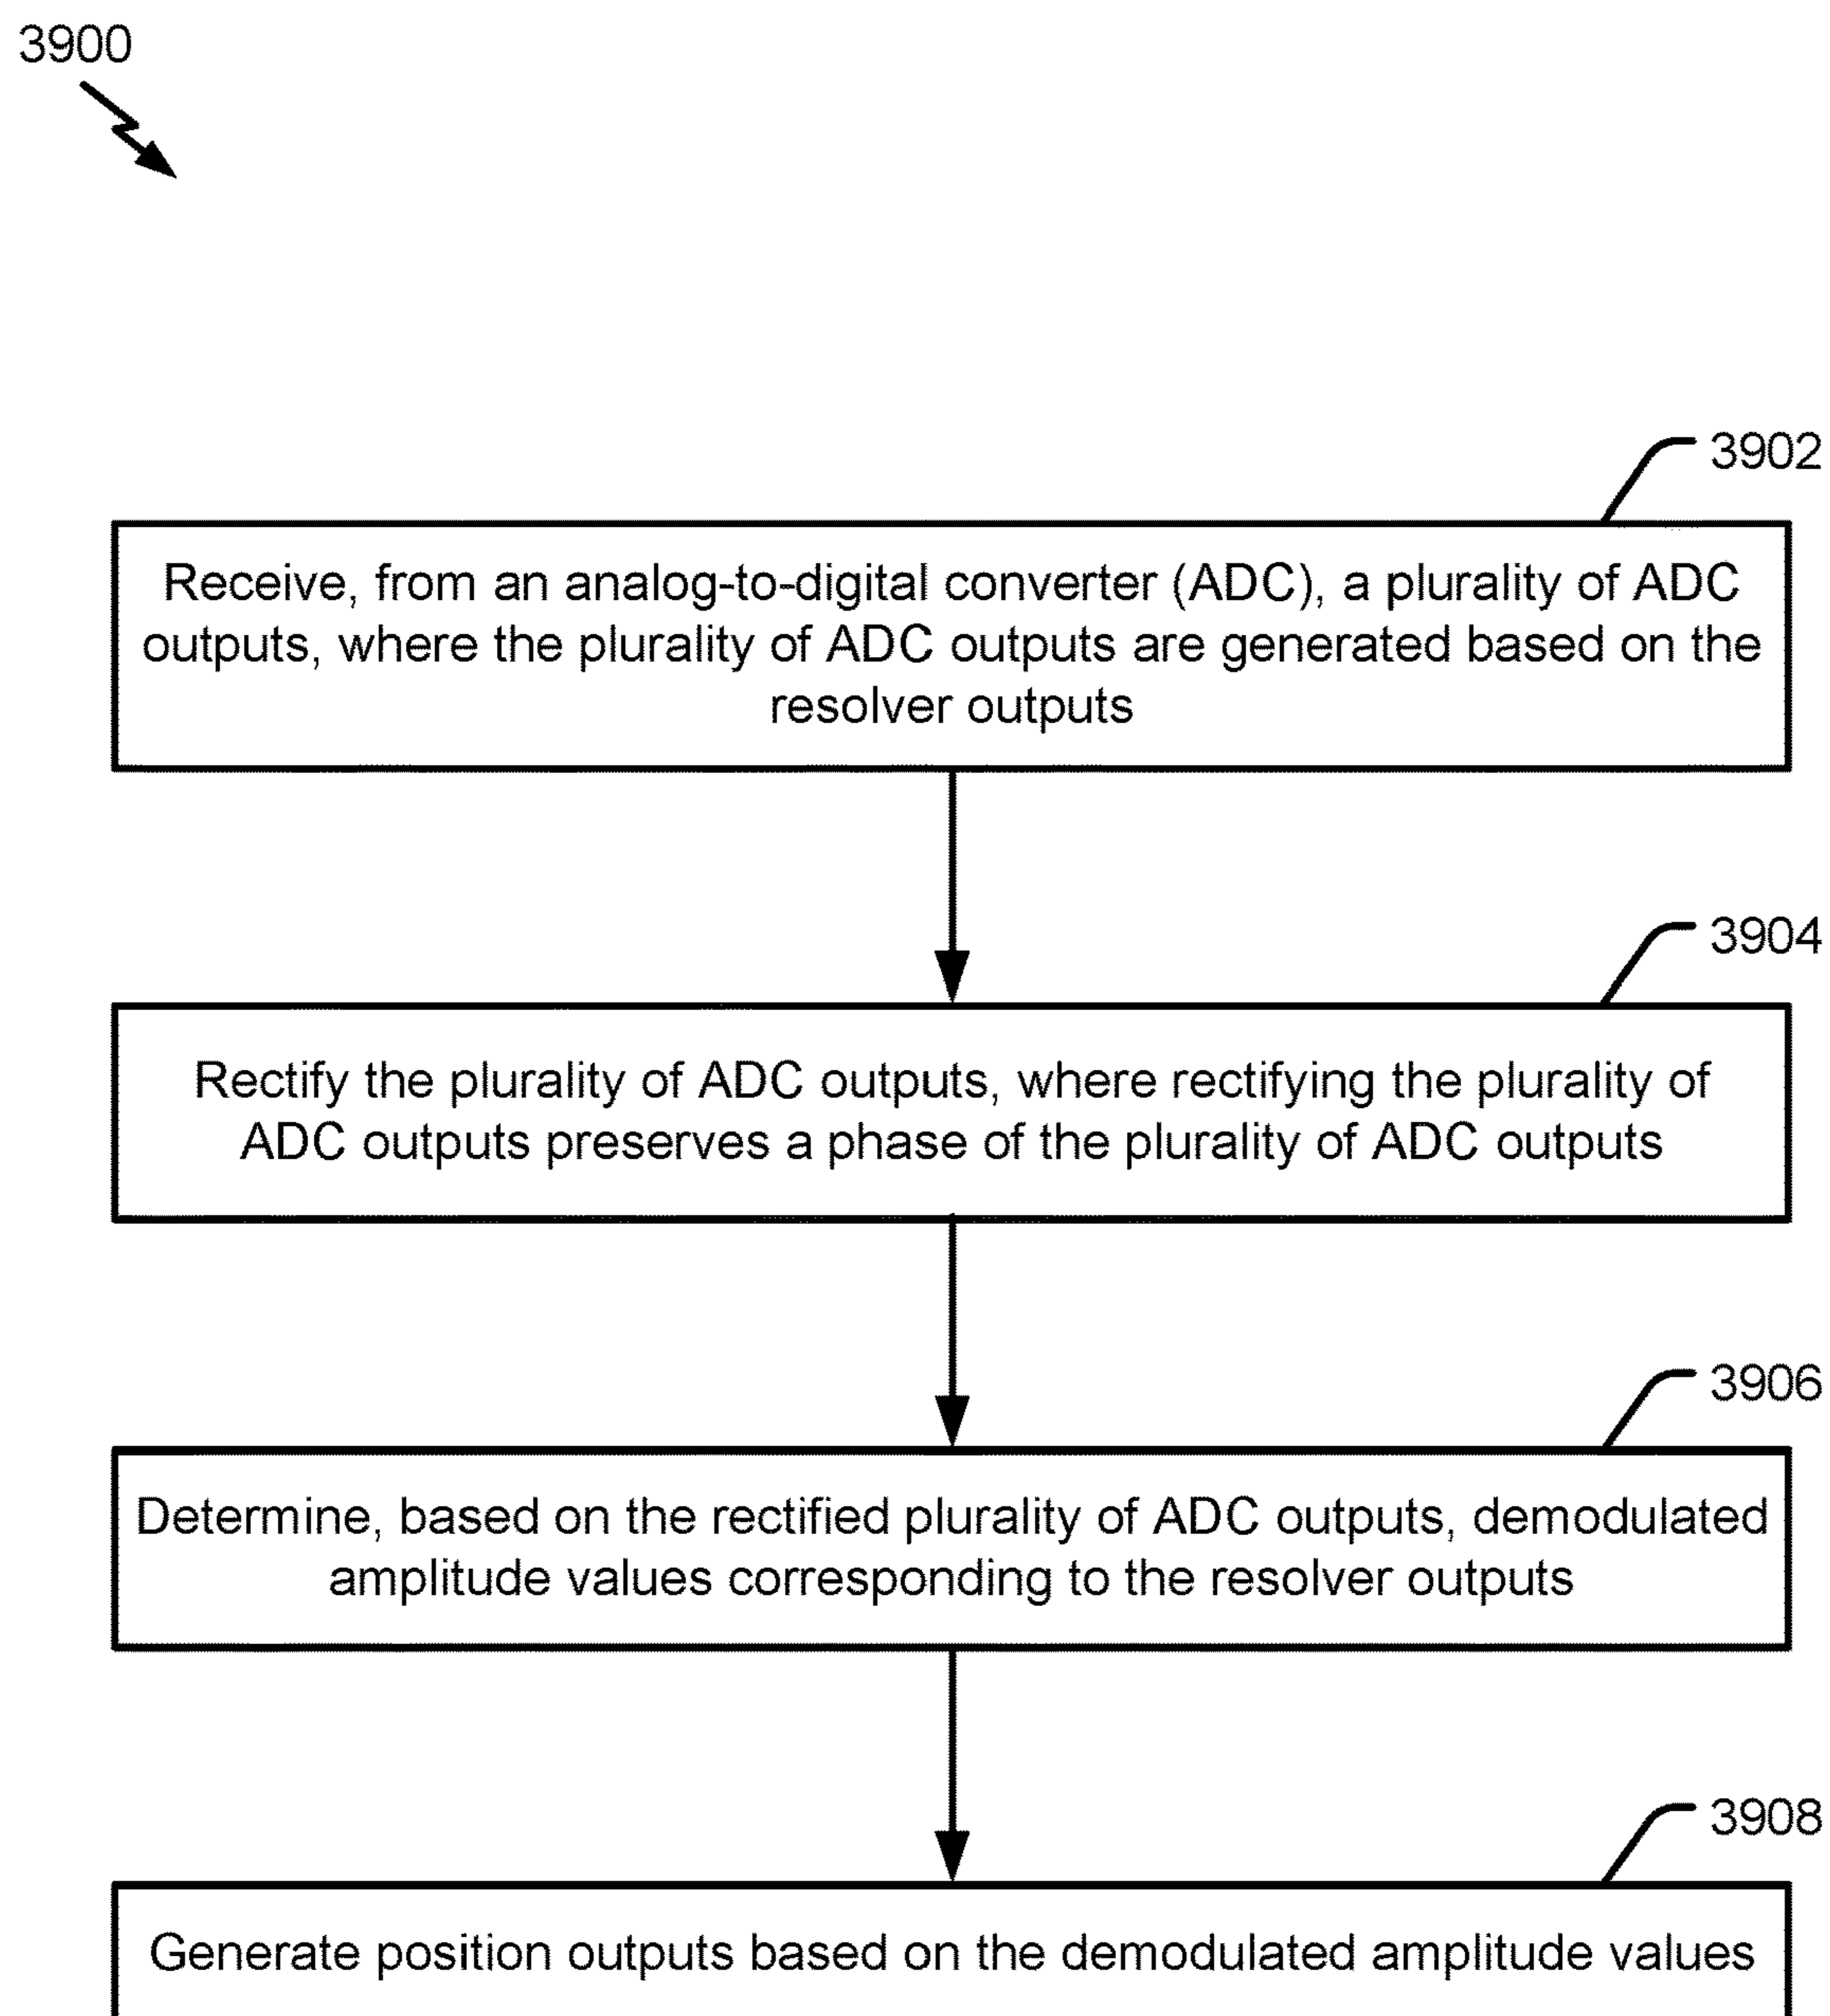 3900
3902
Receive, from an analog-to-digital converter (ADC), a plurality of ADC
outputs, where the plurality of ADC outputs are generated based on the
resolver outputs
3904
Rectify the plurality of ADC outputs, where rectifying the plurality of
ADC outputs preserves a phase of the plurality of ADC outputs
3906
Determine, based on the rectified plurality of ADC outputs, demodulated
amplitude values corresponding to the resolver outputs
3908
Generate position outputs based on the demodulated amplitude values